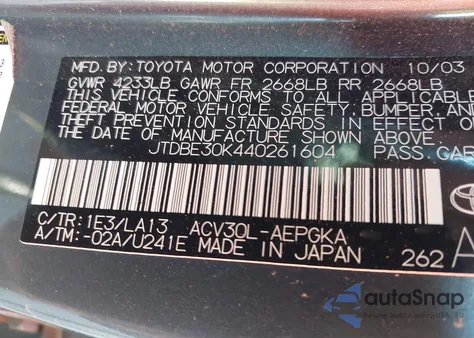 MFD. BY: TOYOTA MOTOR CORPORATION 10/03
GVWR 4233LB GAWR FR 2668LB RR 2668LB
THIS VEHICLE CONFORMS TO ALL APPLICABLE
FEDERAL MOTOR VEHICLE SAFETY, BUMPER, AND
THEFT PREVENTION STANDARDS IN EFFECT ON
THE DATE OF MANUFACTURE SHOWN ABOVE.
JTDBE30K440261604 PASS. CAR
C/TR: 1E3/LA13 ACV30L-AEPGKA
A/TM: -02A/U241E MADE IN JAPAN 262
A
autoSnap